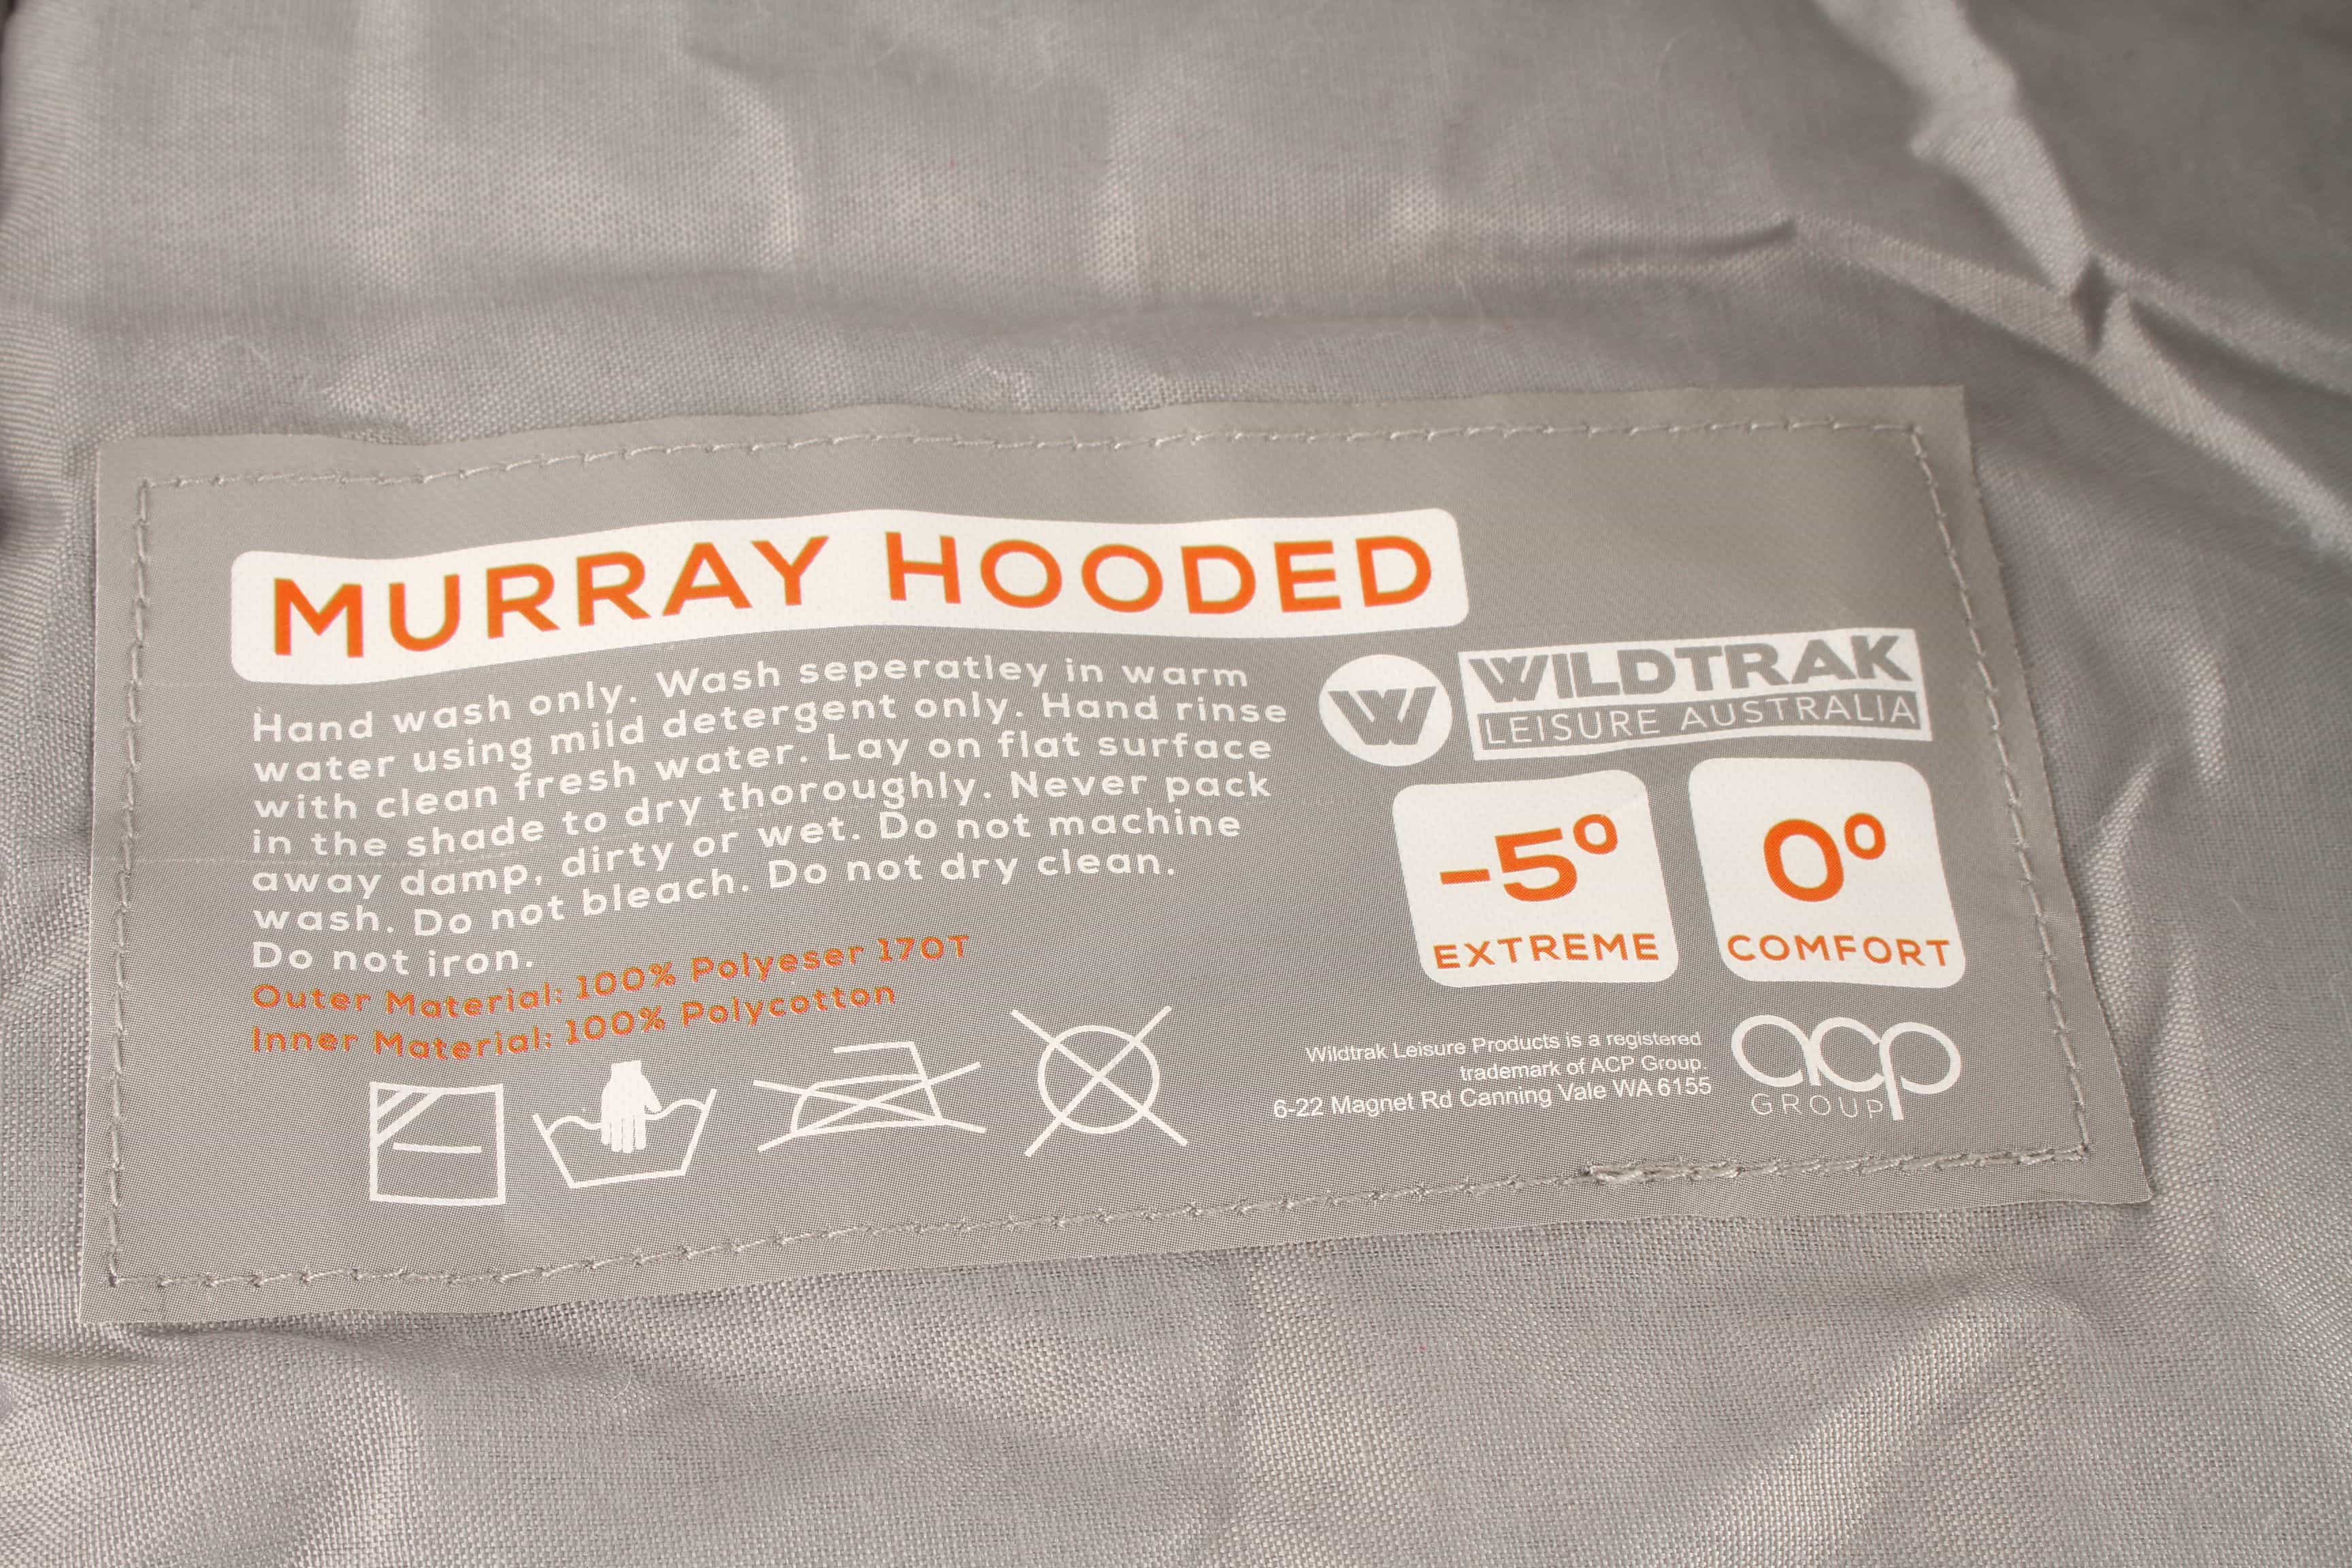 MURRAY HOODED
Hand wash only. Wash seperatley in warm
water using mild detergent only. Hand rinse
with clean fresh water. Lay on flat surface
in the shade to dry thoroughly. Never pack
away damp, dirty or wet. Do not machine
wash. Do not bleach. Do not dry clean.
Do not iron.
Outer Material: 100% Polyeser 170T
Inner Material: 100% Polycotton
W
WILDTRAK
LEISURE AUSTRALIA
-5º
EXTREME
0º
COMFORT
Wildtrak Leisure Products is a registered
trademark of ACP Group.
6-22 Magnet Rd Canning Vale WA 6155
acp
GROUP